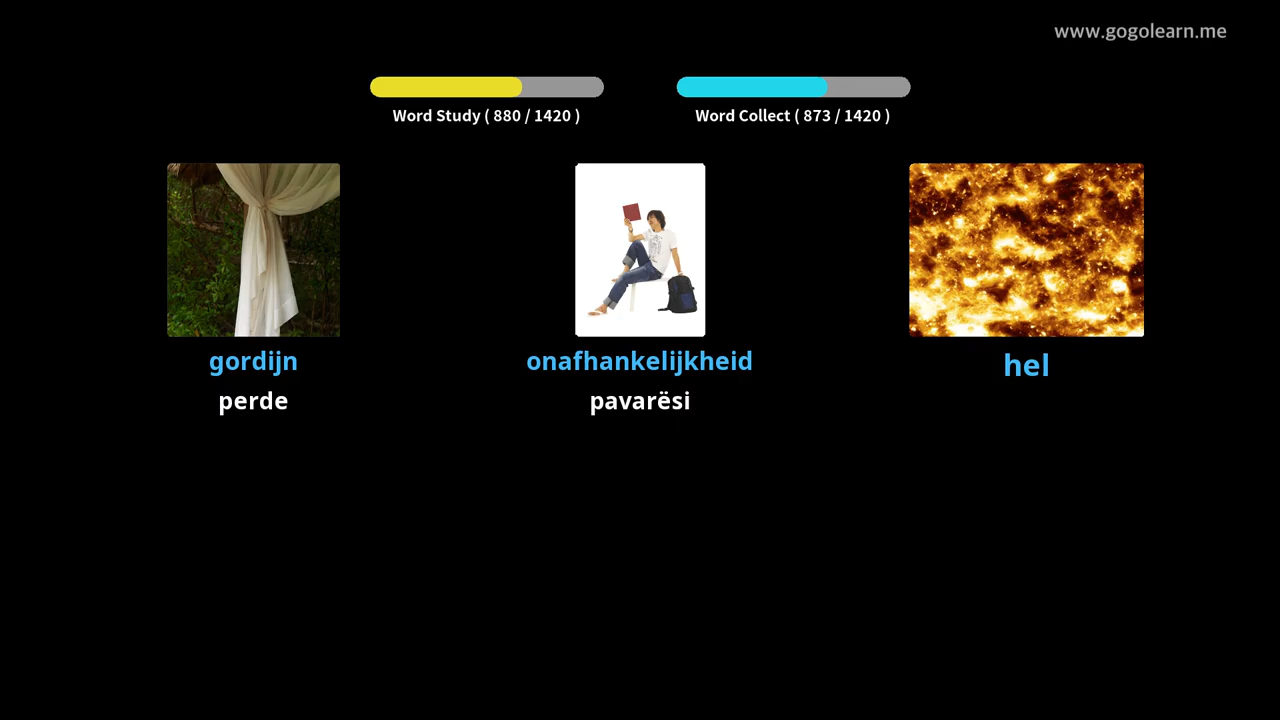 www.gogolearn.me
Word Study ( 880 / 1420 )
Word Collect ( 873 / 1420 )
gordijn
perde
onafhankelijkheid
pavarësi
hel